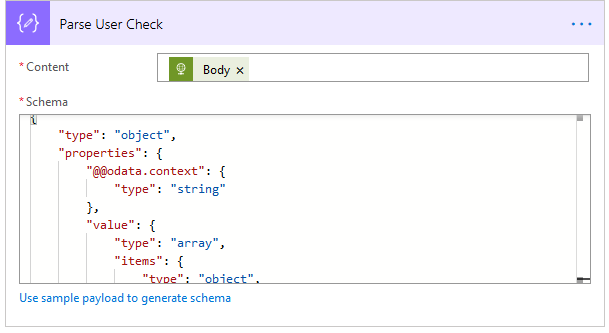 Parse User Check
...
* Content
Body ×
* Schema
{
"type": "object",
"properties": {
"@@odata.context": {
"type": "string"
},
"value": {
"type": "array",
"items": {
"type": "object",
Use sample payload to generate schema